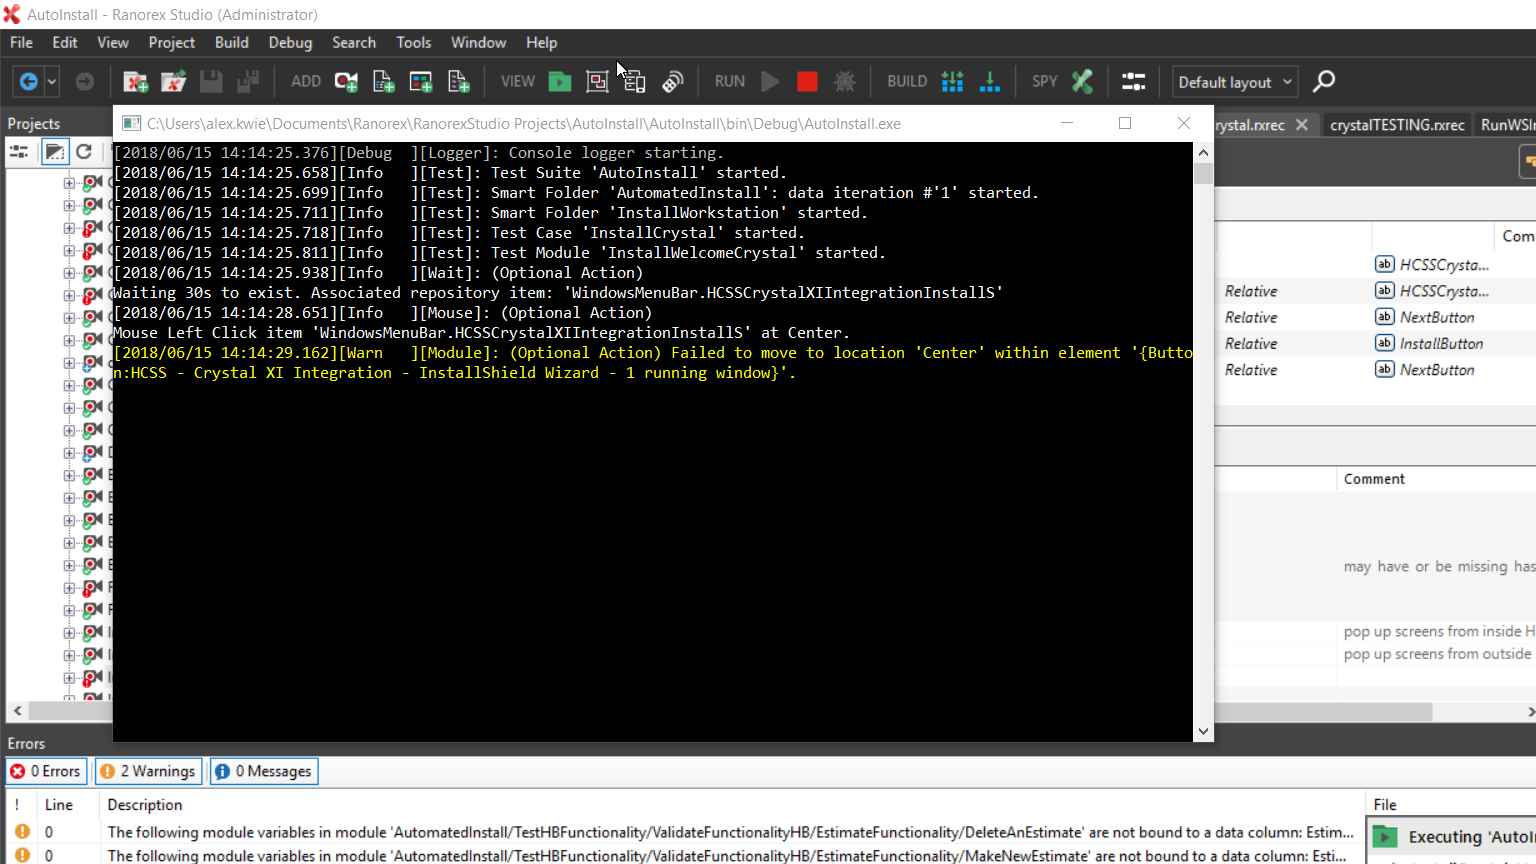 AutoInstall - Ranorex Studio (Administrator)
File Edit View Project Build Debug Search Tools Window Help
ADD VIEW RUN BUILD SPY Default layout
Projects
C:\Users\alex.kwie\Documents\Ranorex\RanorexStudio Projects\AutoInstall\AutoInstall\bin\Debug\AutoInstall.exe
rystal.rxrec crystalTESTING.rxrec RunWSIn
[2018/06/15 14:14:25.376][Debug ][Logger]: Console logger starting.
[2018/06/15 14:14:25.658][Info ][Test]: Test Suite 'AutoInstall' started.
[2018/06/15 14:14:25.699][Info ][Test]: Smart Folder 'AutomatedInstall': data iteration #'1' started.
[2018/06/15 14:14:25.711][Info ][Test]: Smart Folder 'InstallWorkstation' started.
[2018/06/15 14:14:25.718][Info ][Test]: Test Case 'InstallCrystal' started.
[2018/06/15 14:14:25.811][Info ][Test]: Test Module 'InstallWelcomeCrystal' started.
[2018/06/15 14:14:25.938][Info ][Wait]: (Optional Action)
Waiting 30s to exist. Associated repository item: 'WindowsMenuBar.HCSSCrystalXIIntegrationInstallS'
[2018/06/15 14:14:28.651][Info ][Mouse]: (Optional Action)
Mouse Left Click item 'WindowsMenuBar.HCSSCrystalXIIntegrationInstallS' at Center.
[2018/06/15 14:14:29.162][Warn ][Module]: (Optional Action) Failed to move to location 'Center' within element '{Butto
n:HCSS - Crystal XI Integration - InstallShield Wizard - 1 running window}'.
Com
ab HCSSCrysta...
Relative ab HCSSCrysta...
Relative ab NextButton
Relative ab InstallButton
Relative ab NextButton
Comment
may have or be missing has
pop up screens from inside H
pop up screens from outside
Errors
0 Errors 2 Warnings 0 Messages
! Line Description File
0 The following module variables in module 'AutomatedInstall/TestHBFunctionality/ValidateFunctionalityHB/EstimateFunctionality/DeleteAnEstimate' are not bound to a data column: Estim...
0 The following module variables in module 'AutomatedInstall/TestHBFunctionality/ValidateFunctionalityHB/EstimateFunctionality/MakeNewEstimate' are not bound to a data column: Esti...
Executing 'AutoI